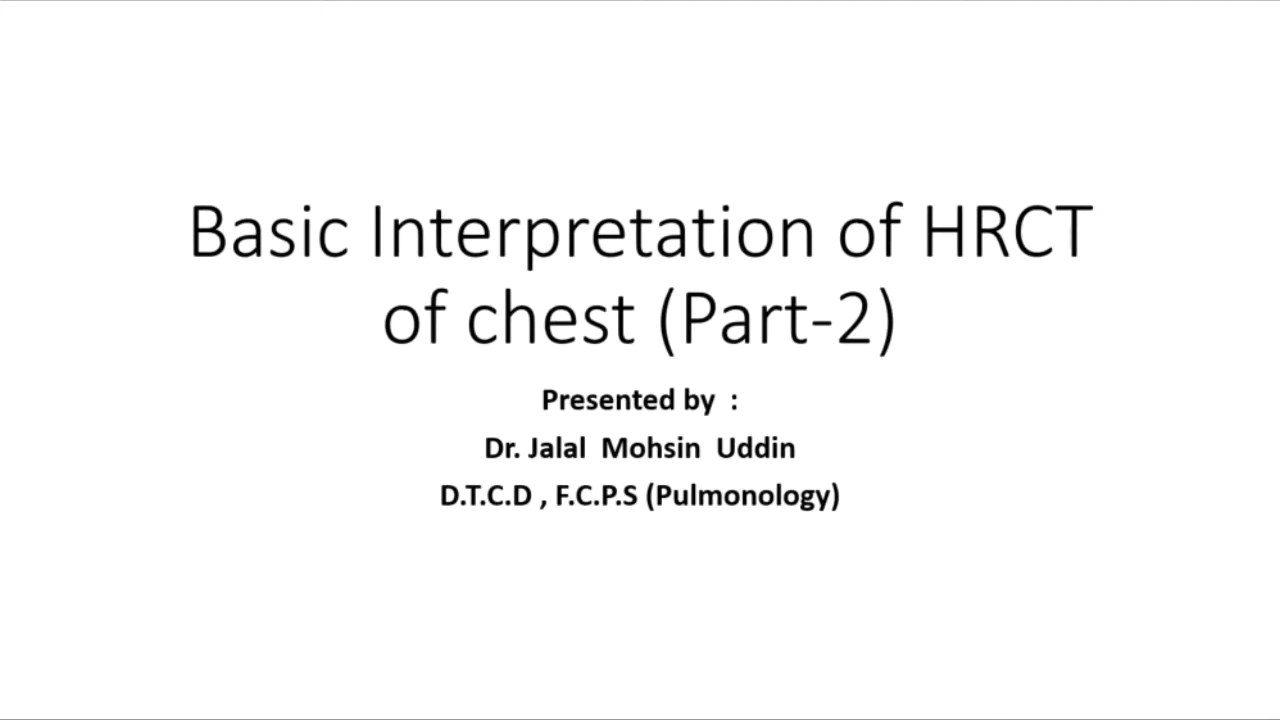 Basic Interpretation of HRCT
of chest (Part-2)
Presented by :
Dr. Jalal Mohsin Uddin
D.T.C.D , F.C.P.S (Pulmonology)